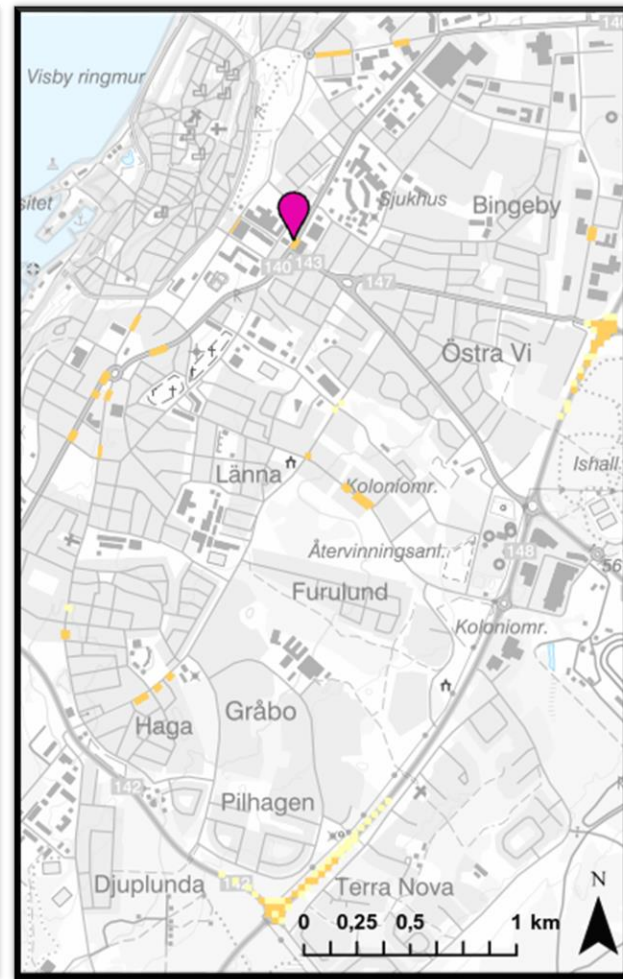 Visby ringmur
sitet
Sjukhus
Bingeby
140
143
147
Östra Vi
Länna
Koloniomr.
Ishall
Återvinningsanl.
148
56
Furulund
Koloniomr.
Gråbo
Haga
142
Pilhagen
Djuplunda
142
Terra Nova
N
0 0,25 0,5 1 km